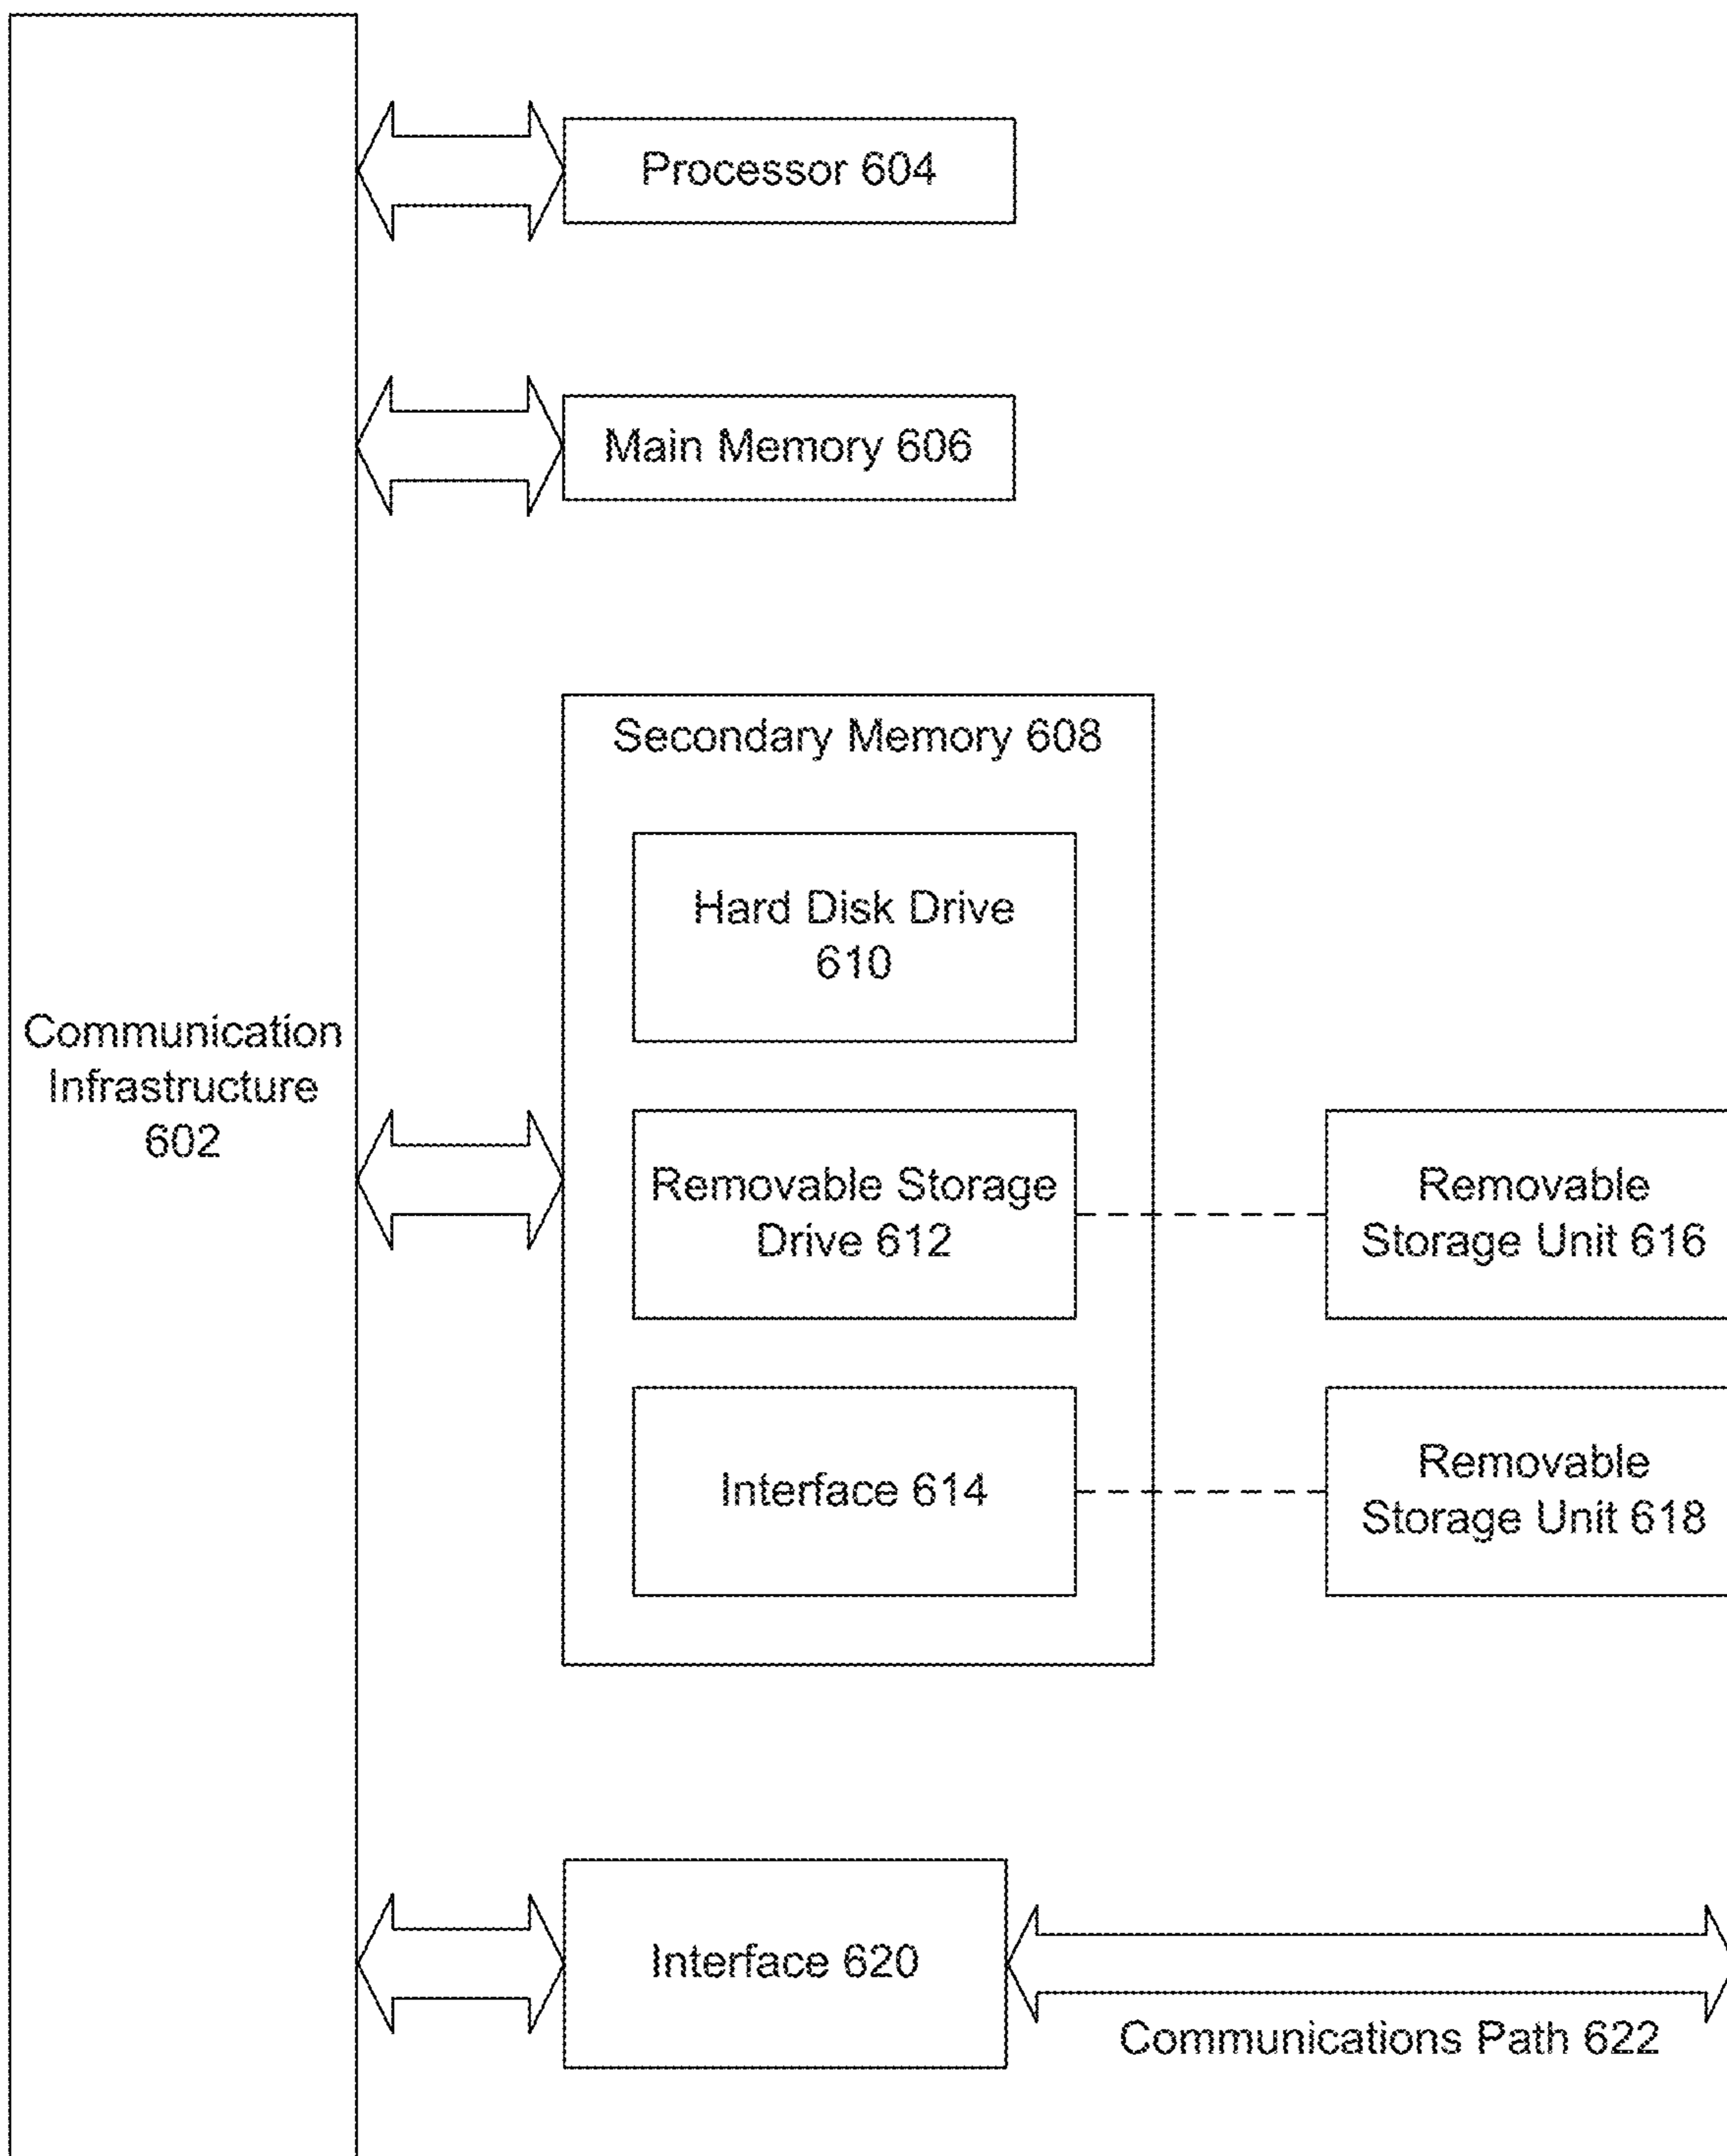 Processor 604
Main Memory 606
Secondary Memory 608
Hard Disk Drive
610
Communication
Infrastructure
602
Removable Storage
Drive 612
Removable
Storage Unit 616
Interface 614
Removable
Storage Unit 618
Interface 620
Communications Path 622